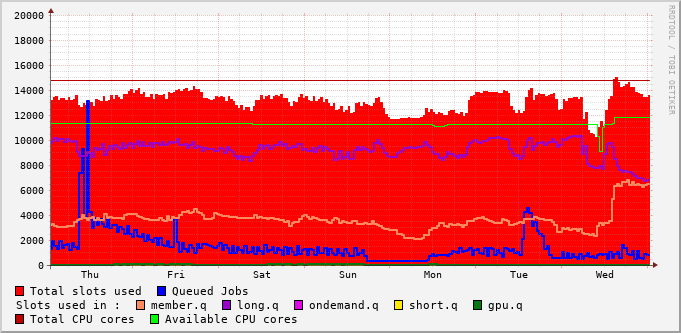 20000
18000
16000
14000
12000
10000
8000
6000
4000
2000
0
Thu Fri Sat Sun Mon Tue Wed
Total slots used Queued Jobs
Slots used in : member.q long.q ondemand.q short.q gpu.q
Total CPU cores Available CPU cores
RRDTOOL / TOBI OETIKER